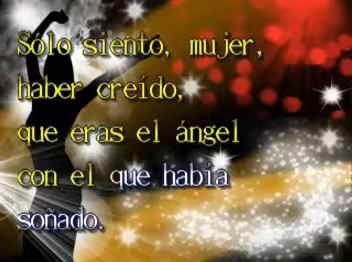 Sólo siento, mujer,
haber creído,
que eras el ángel
con el que había
soñado.